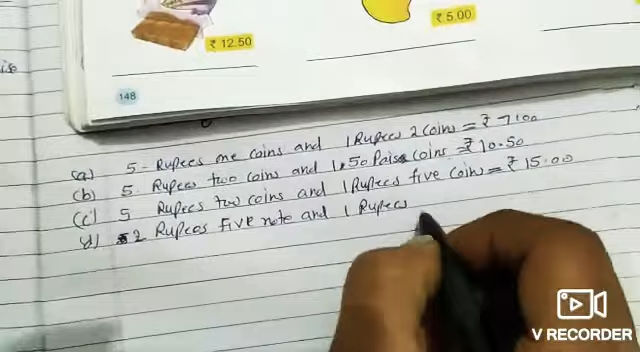 ₹ 12.50
₹ 5.00
148
(a) 5 - Rupees one coins and 1 Rupees 2 Coins = ₹ 7.00
(b) 5 Rupees two coins and 1, 50 Paise coins = ₹ 10.50
(c) 5 Rupees two coins and 1 Rupees five coins = ₹ 15.00
(d) 2 Rupees Five note and 1 Rupees
V RECORDER